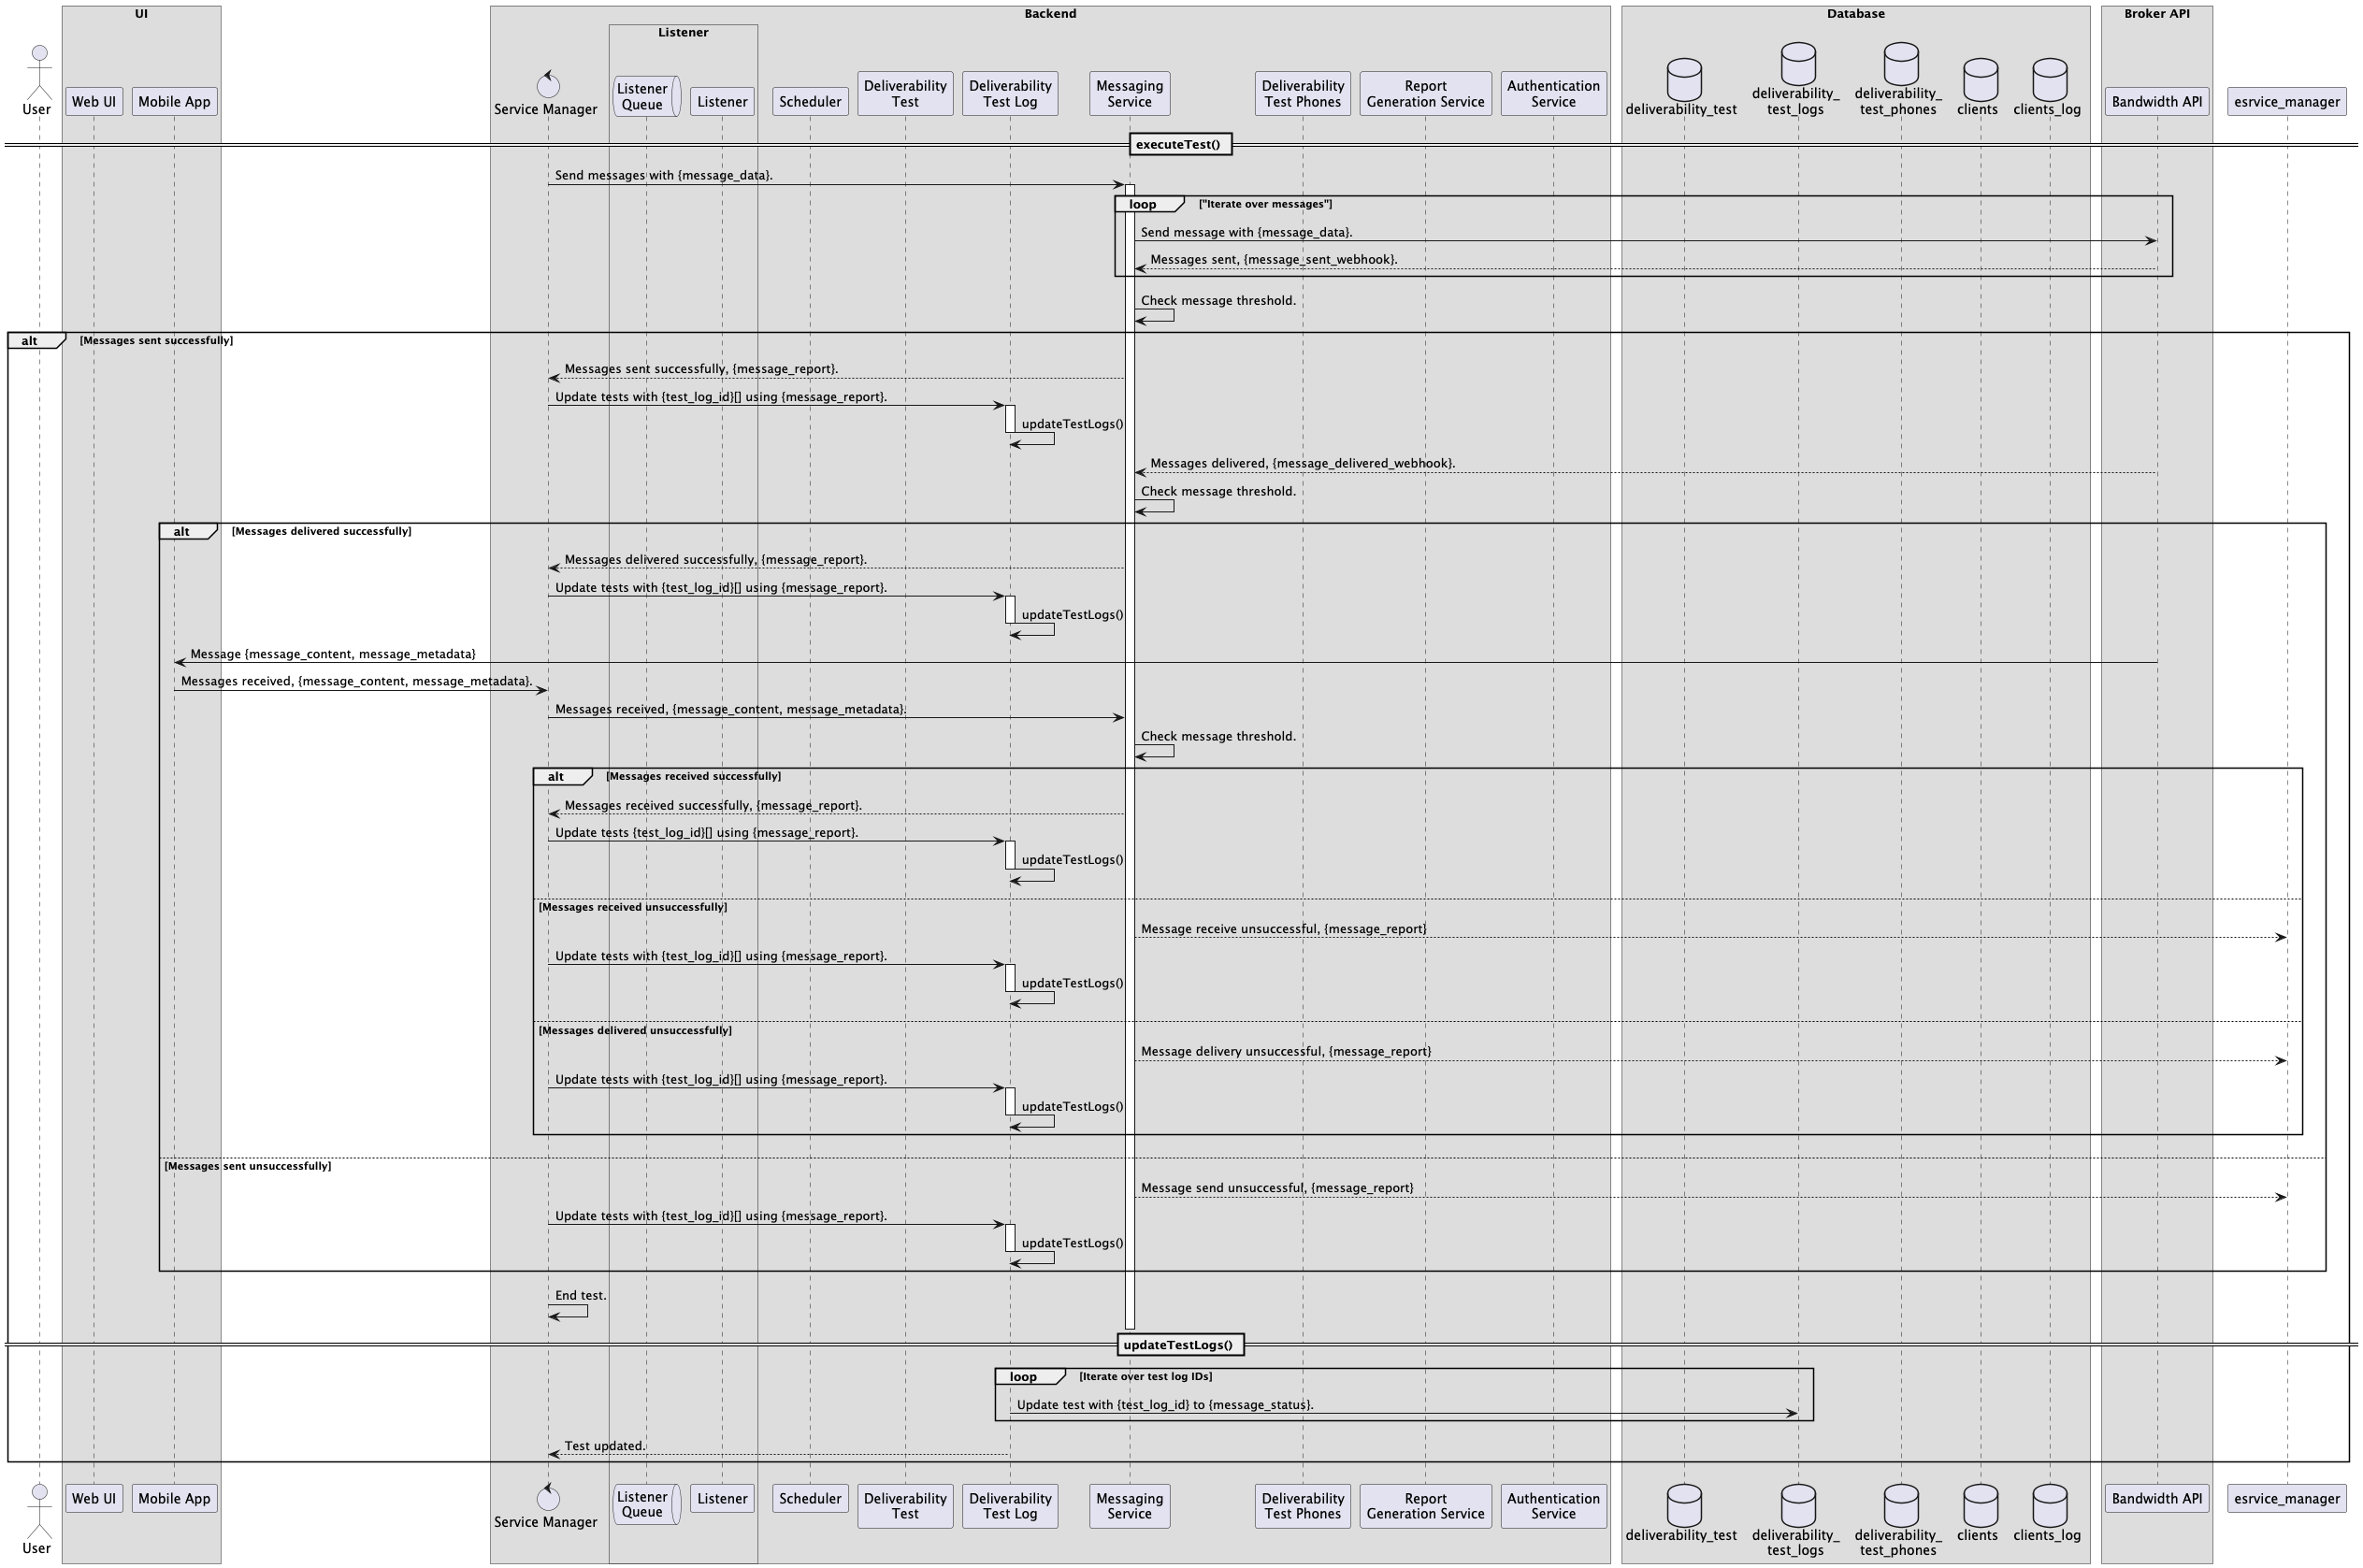 UI
Backend
Database
Broker API
Listener
User
Web UI
Mobile App
Service Manager
Listener
Queue
Listener
Scheduler
Deliverability
Test
Deliverability
Test Log
Messaging
Service
Deliverability
Test Phones
Report
Generation Service
Authentication
Service
deliverability_test
deliverability_
test_logs
deliverability_
test_phones
clients
clients_log
Bandwidth API
esrvice_manager
executeTest()
Send messages with {message_data}.
loop ["Iterate over messages"]
Send message with {message_data}.
Messages sent, {message_sent_webhook}.
Check message threshold.
alt [Messages sent successfully]
Messages sent successfully, {message_report}.
Update tests with {test_log_id}[] using {message_report}.
updateTestLogs()
Messages delivered, {message_delivered_webhook}.
Check message threshold.
alt [Messages delivered successfully]
Messages delivered successfully, {message_report}.
Update tests with {test_log_id}[] using {message_report}.
updateTestLogs()
Message {message_content, message_metadata}
Messages received, {message_content, message_metadata}.
Messages received, {message_content, message_metadata}.
Check message threshold.
alt [Messages received successfully]
Messages received successfully, {message_report}.
Update tests {test_log_id}[] using {message_report}.
updateTestLogs()
[Messages received unsuccessfully]
Message receive unsuccessful, {message_report}
Update tests with {test_log_id}[] using {message_report}.
updateTestLogs()
[Messages delivered unsuccessfully]
Message delivery unsuccessful, {message_report}
Update tests with {test_log_id}[] using {message_report}.
updateTestLogs()
[Messages sent unsuccessfully]
Message send unsuccessful, {message_report}
Update tests with {test_log_id}[] using {message_report}.
updateTestLogs()
End test.
updateTestLogs()
loop [Iterate over test log IDs]
Update test with {test_log_id} to {message_status}.
Test updated.
User
Web UI
Mobile App
Service Manager
Listener
Queue
Listener
Scheduler
Deliverability
Test
Deliverability
Test Log
Messaging
Service
Deliverability
Test Phones
Report
Generation Service
Authentication
Service
deliverability_test
deliverability_
test_logs
deliverability_
test_phones
clients
clients_log
Bandwidth API
esrvice_manager